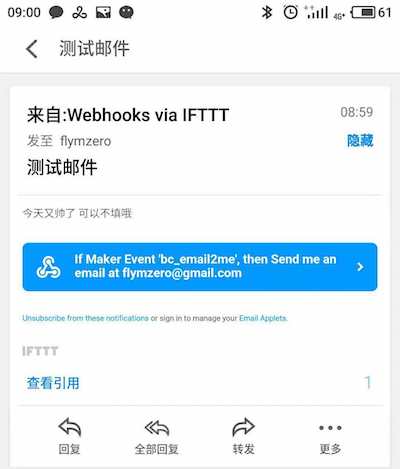 09:00 4G+ 61
测试邮件
来自:Webhooks via IFTTT 08:59
发至 flymzero 隐藏
测试邮件
今天又帅了 可以不填哦
If Maker Event 'bc_email2me', then Send me an
email at flymzero@gmail.com
Unsubscribe from these notifications or sign in to manage your Email Applets.
IFTTT
查看引用 1
回复 全部回复 转发 更多